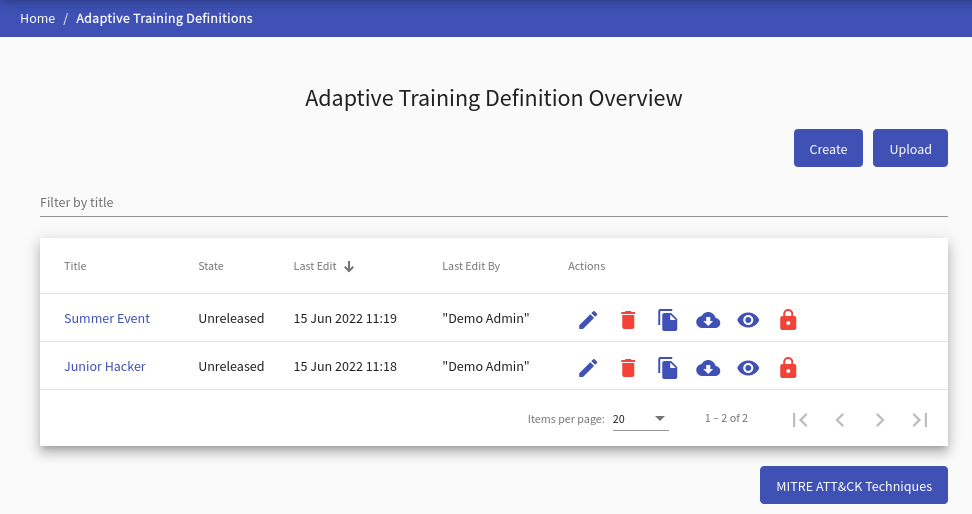 Home / Adaptive Training Definitions
Adaptive Training Definition Overview
Create Upload
Filter by title
Title State Last Edit Last Edit By Actions
Summer Event Unreleased 15 Jun 2022 11:19 "Demo Admin"
Junior Hacker Unreleased 15 Jun 2022 11:18 "Demo Admin"
Items per page: 20 1 – 2 of 2
MITRE ATT&CK Techniques